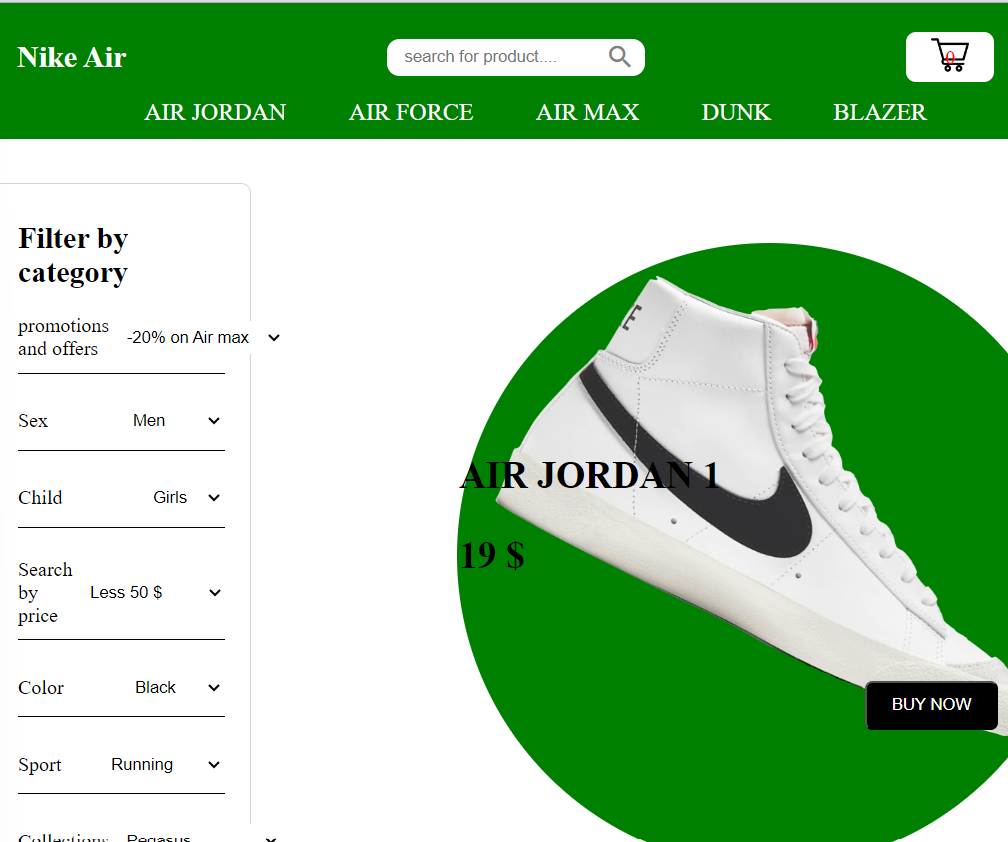 Nike Air
search for product....
0
AIR JORDAN AIR FORCE AIR MAX DUNK BLAZER
Filter by
category
promotions
and offers
-20% on Air max
Sex Men
Child Girls
Search
by
price
Less 50 $
Color Black
Sport Running
Collections Pegasus
AIR JORDAN 1
19 $
BUY NOW